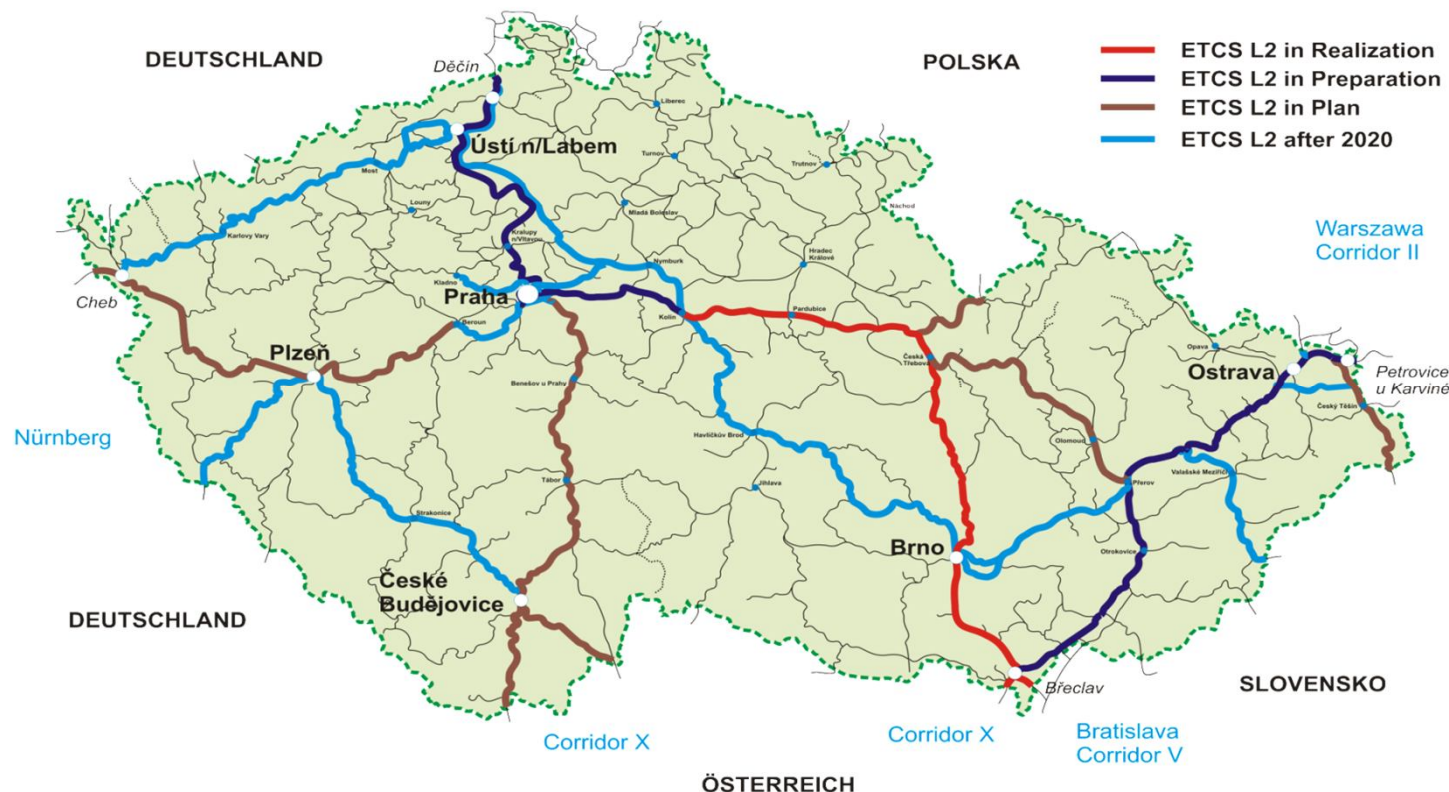 DEUTSCHLAND
POLSKA
ETCS L2 in Realization
ETCS L2 in Preparation
ETCS L2 in Plan
ETCS L2 after 2020
Děčín
Liberec
Ústí n/Labem
Turnov
Trutnov
Most
Louny
Mladá Boleslav
Náchod
Karlovy Vary
Kralupy
n/Vltavou
Hradec
Králové
Warszawa
Corridor II
Nymburk
Kladno
Cheb
Praha
Kolín
Pardubice
Beroun
Plzeň
Česká
Třebová
Opava
Ostrava
Petrovice
u Karviné
Benešov u Prahy
Český Těšín
Nürnberg
Havlíčkův Brod
Olomouc
Valašské Meziříčí
Tábor
Jihlava
Přerov
Strakonice
Brno
Otrokovice
České
Budějovice
DEUTSCHLAND
Břeclav
SLOVENSKO
Corridor X
Corridor X
Bratislava
Corridor V
ÖSTERREICH